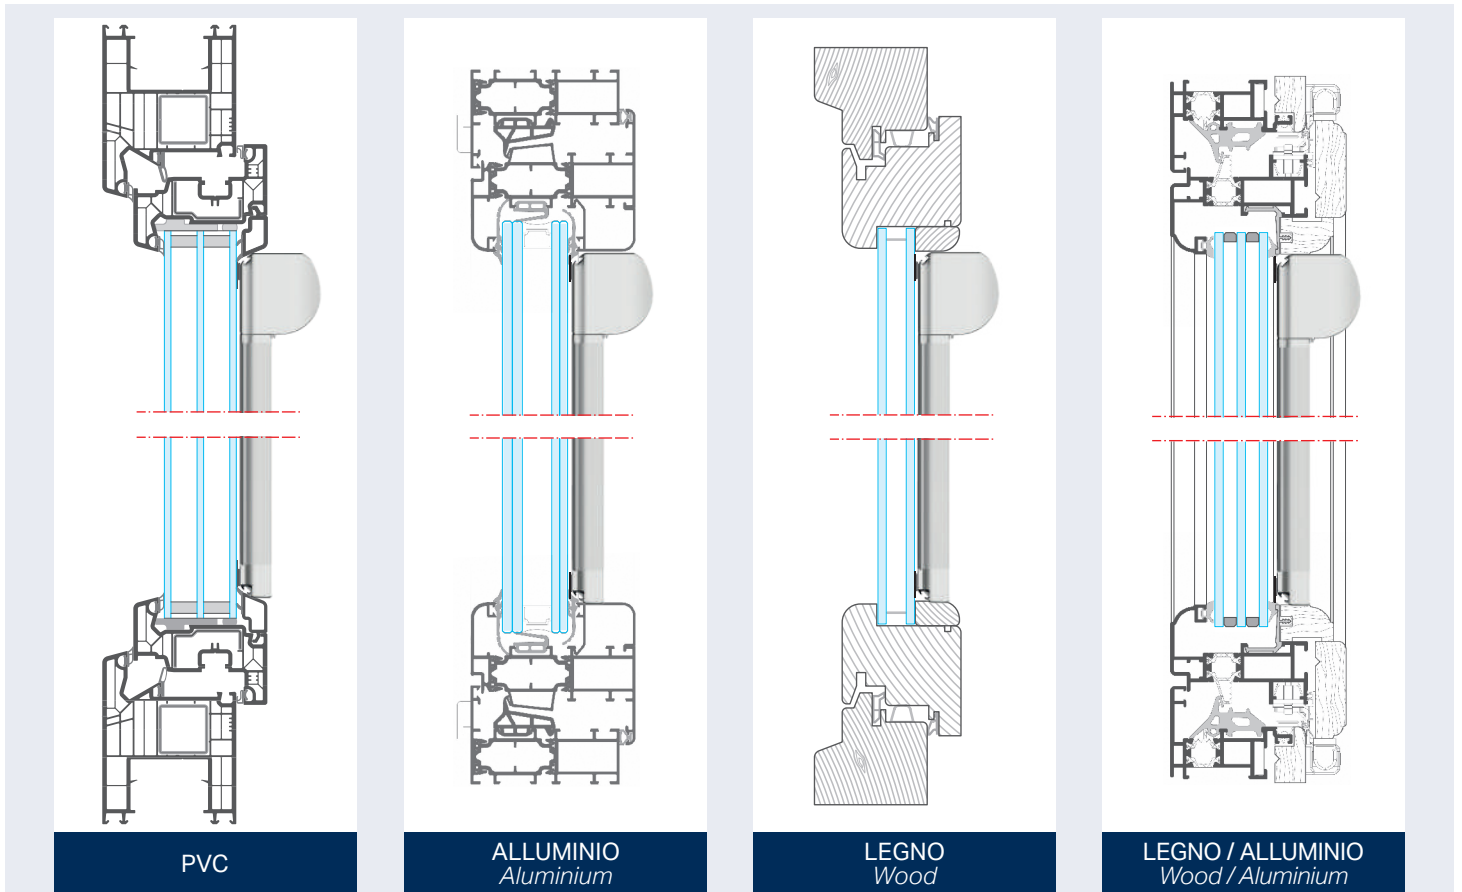 PVC
ALLUMINIO
Aluminium
LEGNO
Wood
LEGNO / ALLUMINIO
Wood / Aluminium